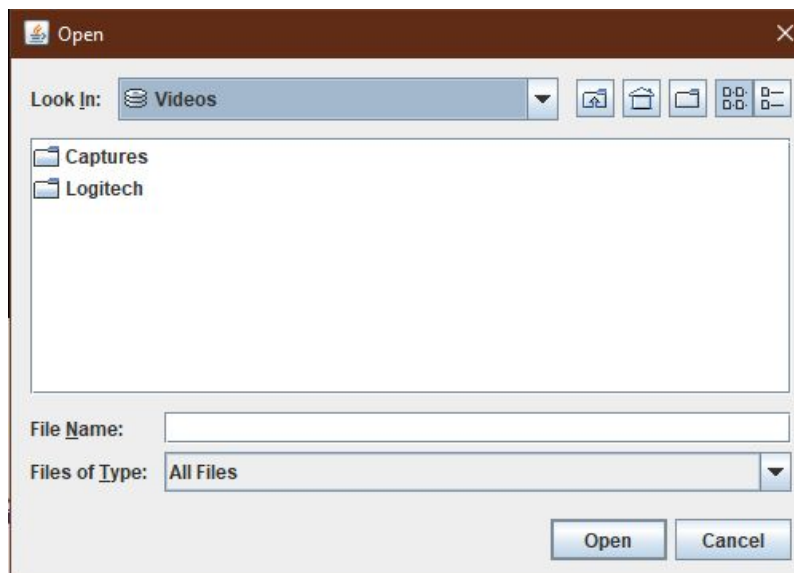 Open
Look In: Videos
Captures
Logitech
File Name:
Files of Type: All Files
Open Cancel